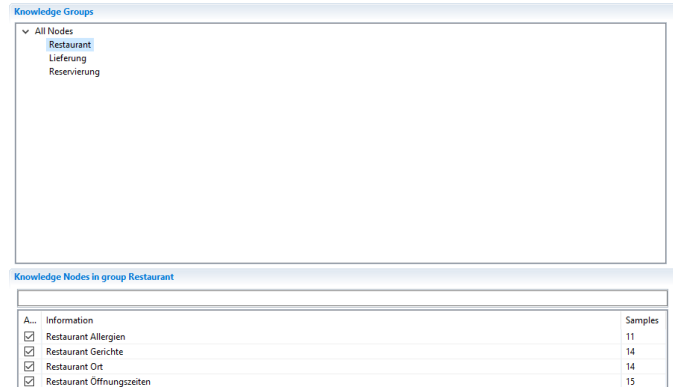 Knowledge Groups
All Nodes
Restaurant
Lieferung
Reservierung
Knowledge Nodes in group Restaurant
A... Information Samples
Restaurant Allergien 11
Restaurant Gerichte 14
Restaurant Ort 14
Restaurant Öffnungszeiten 15